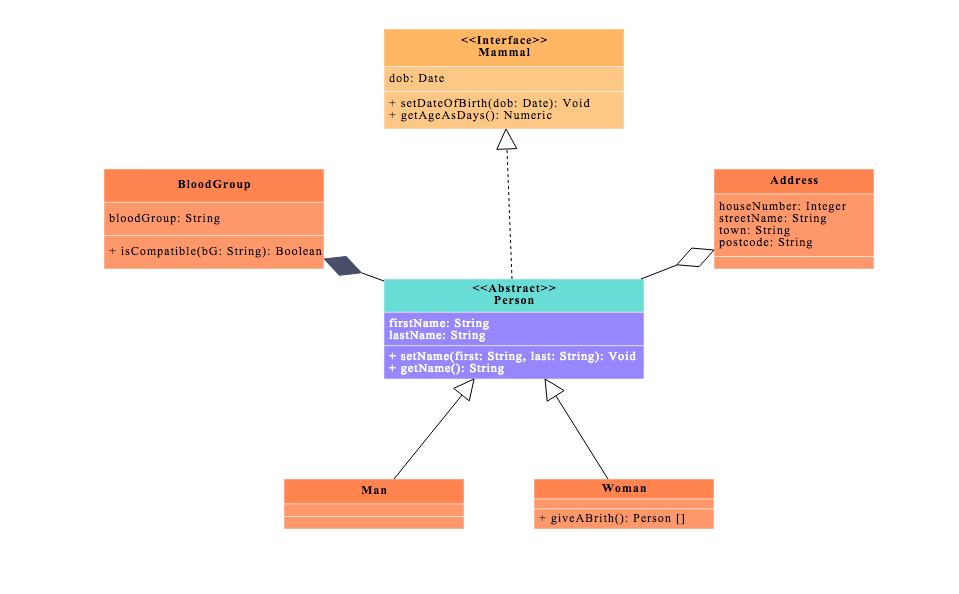 <<Interface>>
Mammal
dob: Date
+ setDateOfBirth(dob: Date): Void
+ getAgeAsDays(): Numeric
BloodGroup
bloodGroup: String
+ isCompatible(bG: String): Boolean
Address
houseNumber: Integer
streetName: String
town: String
postcode: String
<<Abstract>>
Person
firstName: String
lastName: String
+ setName(first: String, last: String): Void
+ getName(): String
Man
Woman
+ giveABrith(): Person []